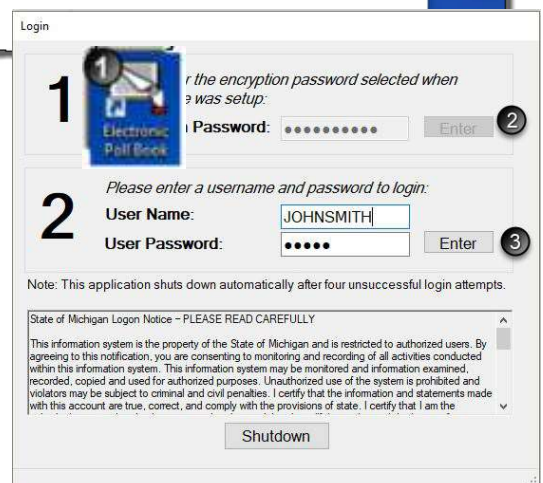 Login
1
1
r the encryption password selected when
e was setup:
Electronic
Poll Book
Password:
Enter
2
2
Please enter a username and password to login:
User Name:
JOHNSMITH
User Password:
Enter
3
Note: This application shuts down automatically after four unsuccessful login attempts.
State of Michigan Logon Notice – PLEASE READ CAREFULLY
This information system is the property of the State of Michigan and is restricted to authorized users. By
agreeing to this notification, you are consenting to monitoring and recording of all activities conducted
within this information system. This information system may be monitored and information examined,
recorded, copied and used for authorized purposes. Unauthorized use of the system is prohibited and
violators may be subject to criminal and civil penalties. I certify that the information and statements made
with this account are true, correct, and comply with the provisions of state. I certify that I am the
Shutdown